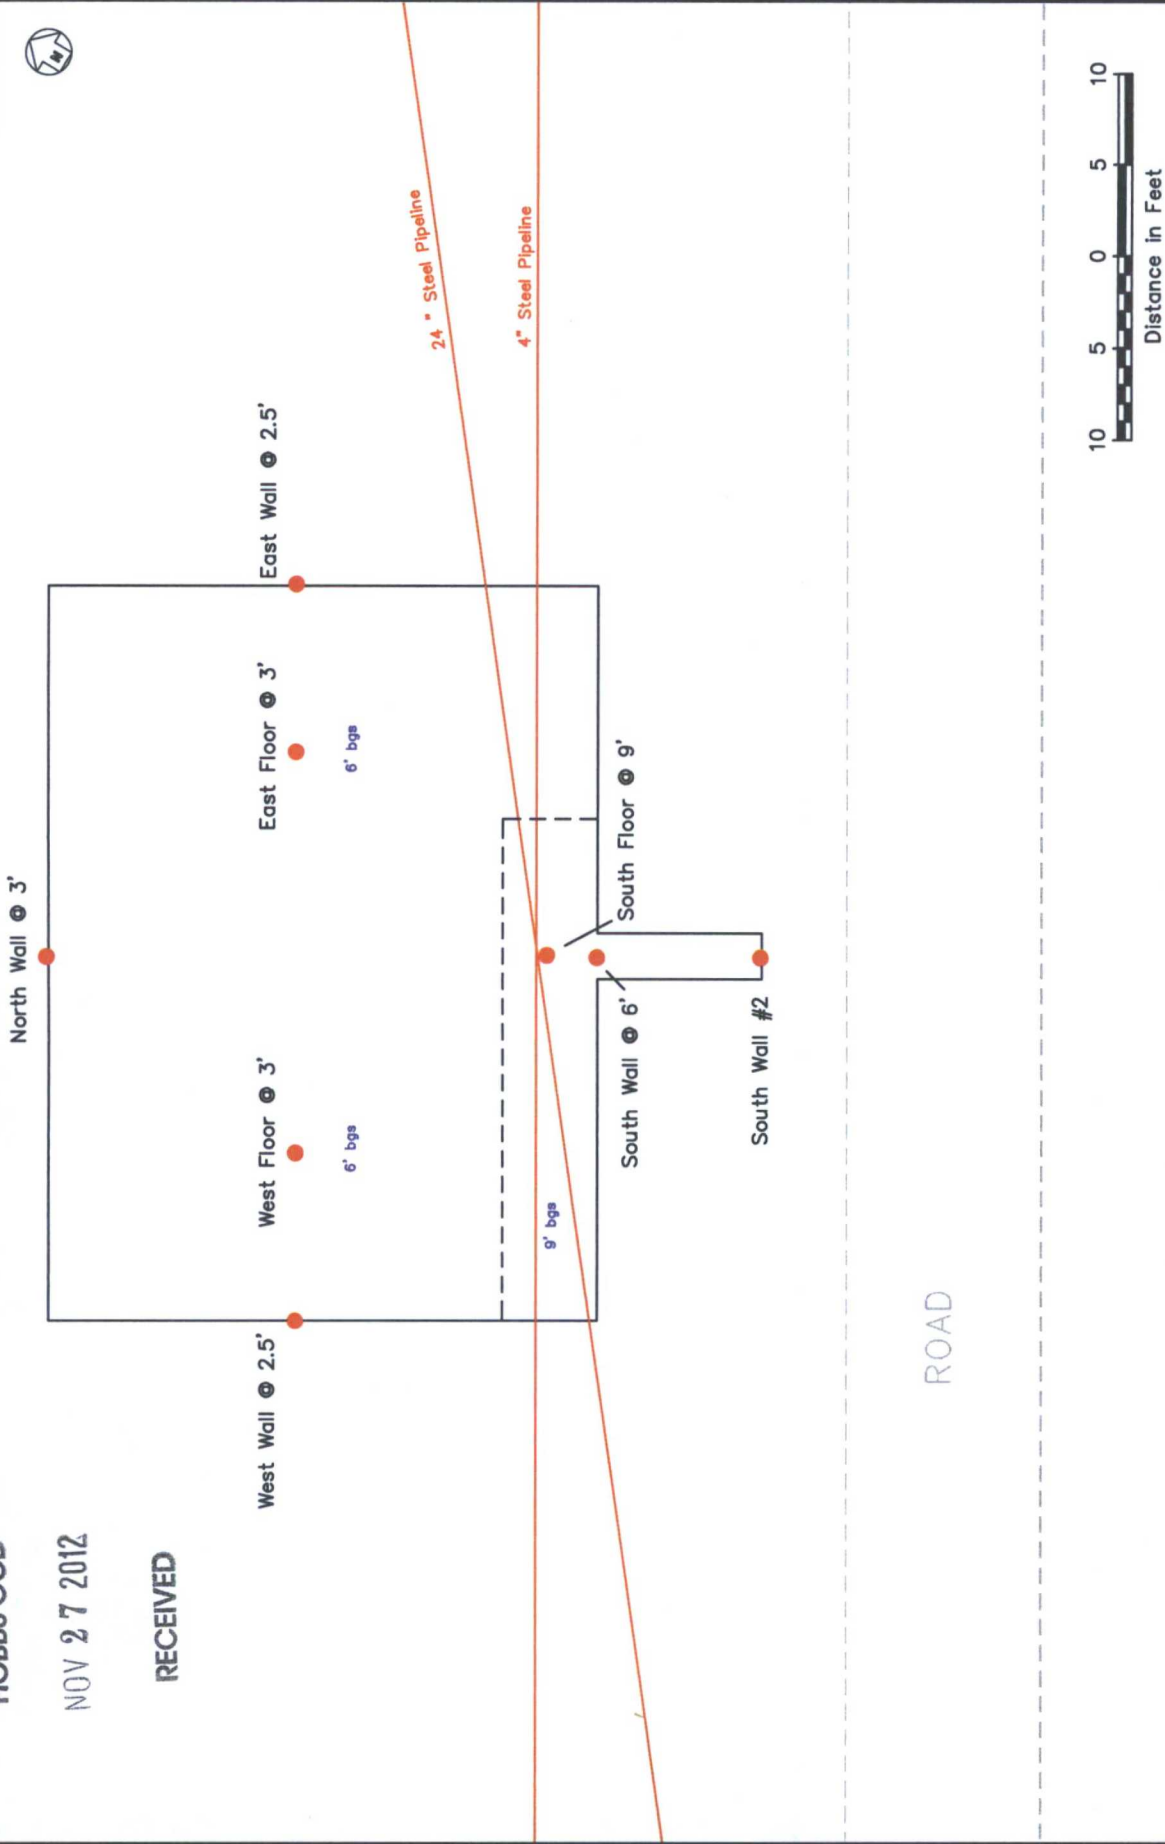 NOV 27 2012
RECEIVED
N
North Wall @ 3'
West Wall @ 2.5'
West Floor @ 3'
6' bgs
East Floor @ 3'
6' bgs
East Wall @ 2.5'
24 " Steel Pipeline
4" Steel Pipeline
9' bgs
South Floor @ 9'
South Wall @ 6'
South Wall #2
ROAD
10 5 0 5 10
Distance in Feet